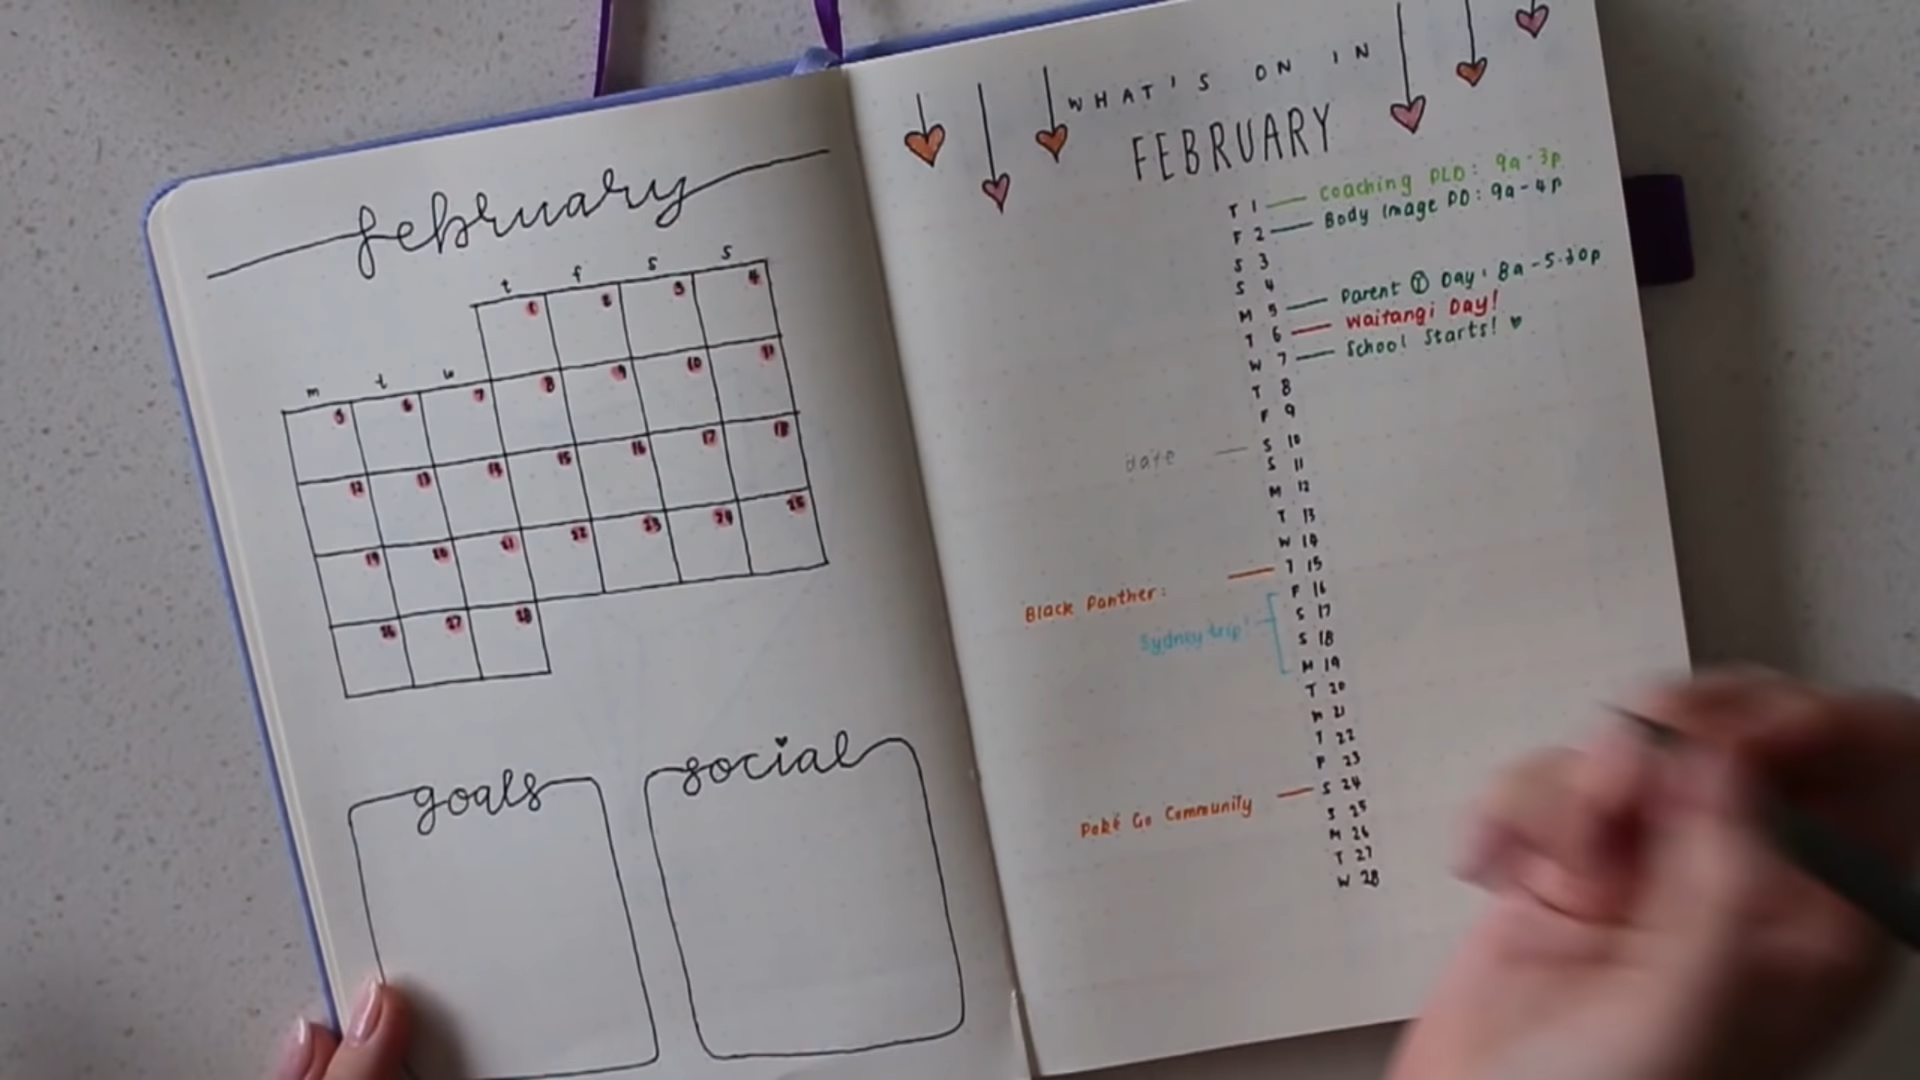 february
t f s s
1 2 3 4
m t w
5 6 7 8 9 10 11
12 13 14 15 16 17 18
19 20 21 22 23 24 25
26 27 28
goals
social
WHAT'S ON IN
FEBRUARY
T 1 Coaching PLD: 9a-3p
F 2 Body Image PD: 9a-4p
S 3
S 4
M 5 Parent T Day: 8a-5.30p
T 6 Waitangi Day!
W 7 School Starts! ♥
T 8
F 9
date S 10
S 11
M 12
T 13
W 14
Black Panther: T 15
F 16
Sydney trip! S 17
S 18
M 19
T 20
W 21
T 22
F 23
Poké Go Community S 24
S 25
M 26
T 27
W 28